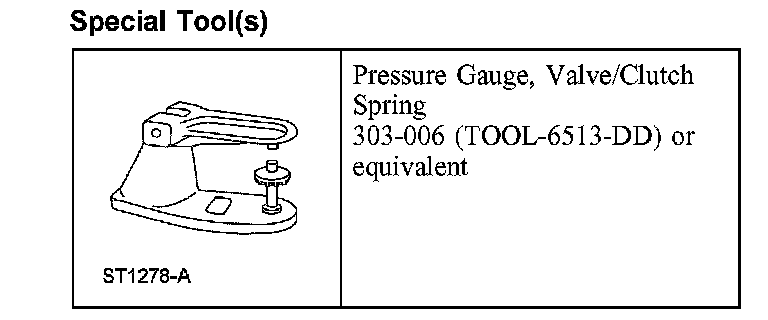 Special Tool(s)
Pressure Gauge, Valve/Clutch
Spring
303-006 (TOOL-6513-DD) or
equivalent
ST1278-A